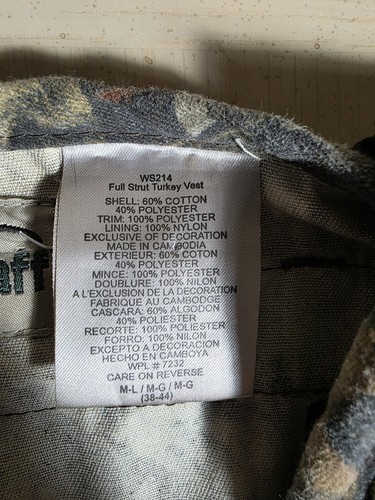 WS214
Full Strut Turkey Vest
SHELL: 60% COTTON
40% POLYESTER
TRIM: 100% POLYESTER
LINING: 100% NYLON
EXCLUSIVE OF DECORATION
MADE IN CAMBODIA
EXTERIEUR: 60% COTON
40% POLYESTER
MINCE: 100% POLYESTER
DOUBLURE: 100% NILON
A L'EXCLUSION DE LA DECORATION
FABRIQUE AU CAMBODGE
CASCARA: 60% ALGODON
40% POLIESTER
RECORTE: 100% POLIESTER
FORRO: 100% NILON
EXCEPTO A DECORACION
HECHO EN CAMBOYA
WPL # 7232
CARE ON REVERSE
M-L / M-G / M-G
(38-44)
aff